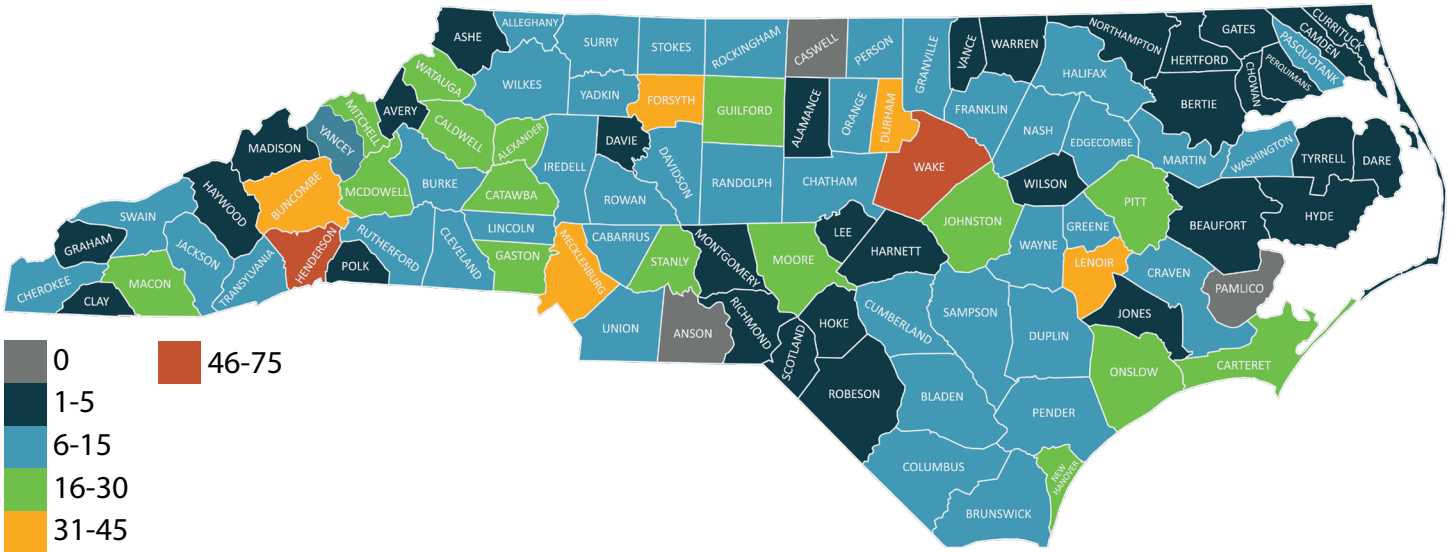 ASHE
ALLEGHANY
SURRY
STOKES
ROCKINGHAM
CASWELL
PERSON
GRANVILLE
VANCE
WARREN
NORTHAMPTON
HERTFORD
GATES
CURRITUCK
CAMDEN
PASQUOTANK
PERQUIMANS
CHOWAN
WATAUGA
WILKES
YADKIN
FORSYTH
GUILFORD
ALAMANCE
ORANGE
DURHAM
FRANKLIN
HALIFAX
BERTIE
MITCHELL
AVERY
CALDWELL
ALEXANDER
IREDELL
DAVIE
DAVIDSON
RANDOLPH
CHATHAM
WAKE
NASH
EDGECOMBE
MARTIN
WASHINGTON
TYRRELL
DARE
MADISON
YANCEY
BUNCOMBE
MCDOWELL
BURKE
CATAWBA
ROWAN
JOHNSTON
WILSON
PITT
BEAUFORT
HYDE
HAYWOOD
SWAIN
GRAHAM
JACKSON
TRANSYLVANIA
HENDERSON
POLK
RUTHERFORD
CLEVELAND
LINCOLN
GASTON
MECKLENBURG
CABARRUS
STANLY
MONTGOMERY
MOORE
LEE
HARNETT
WAYNE
GREENE
LENOIR
CRAVEN
PAMLICO
CHEROKEE
CLAY
MACON
UNION
ANSON
RICHMOND
SCOTLAND
HOKE
CUMBERLAND
SAMPSON
DUPLIN
JONES
ONSLOW
CARTERET
ROBESON
BLADEN
PENDER
COLUMBUS
NEW
HANOVER
BRUNSWICK
0
1-5
6-15
16-30
31-45
46-75